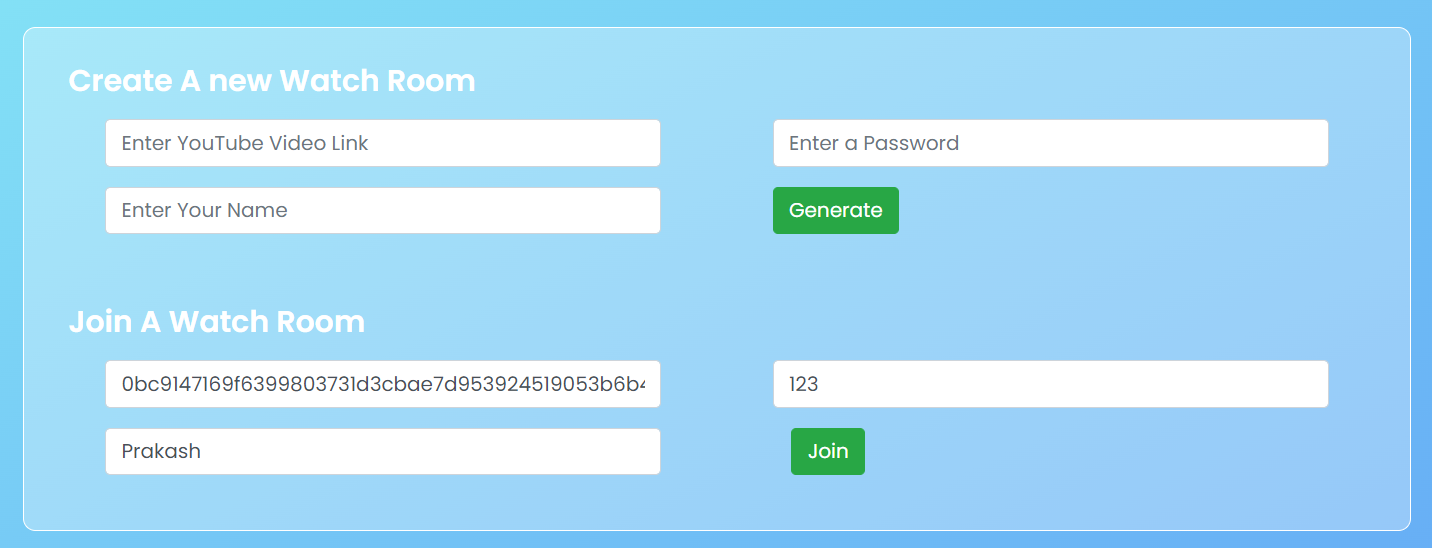 Create A new Watch Room
Enter YouTube Video Link
Enter a Password
Enter Your Name
Generate
Join A Watch Room
0bc9147169f6399803731d3cbae7d953924519053b6b4
123
Prakash
Join